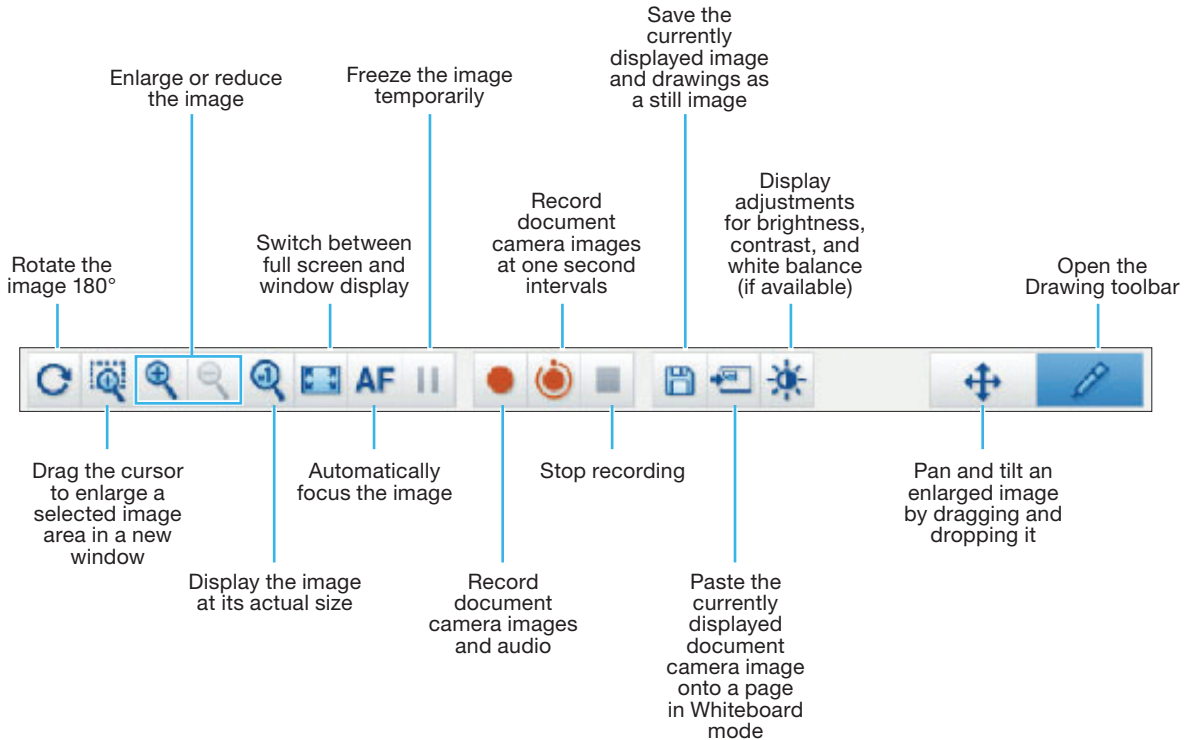 Save the
currently
displayed image
and drawings as
a still image
Enlarge or reduce
the image
Freeze the image
temporarily
Display
adjustments
for brightness,
contrast, and
white balance
(if available)
Record
document
camera images
at one second
intervals
Switch between
full screen and
window display
Rotate the
image 180°
Open the
Drawing toolbar
x1
AF
Drag the cursor
to enlarge a
selected image
area in a new
window
Automatically
focus the image
Stop recording
Pan and tilt an
enlarged image
by dragging and
dropping it
Display the image
at its actual size
Record
document
camera images
and audio
Paste the
currently
displayed
document
camera image
onto a page
in Whiteboard
mode